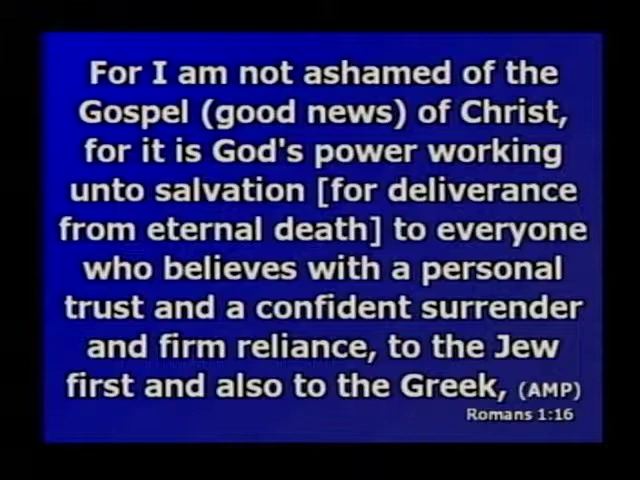 For I am not ashamed of the
Gospel (good news) of Christ,
for it is God's power working
unto salvation [for deliverance
from eternal death] to everyone
who believes with a personal
trust and a confident surrender
and firm reliance, to the Jew
first and also to the Greek, (AMP)
Romans 1:16